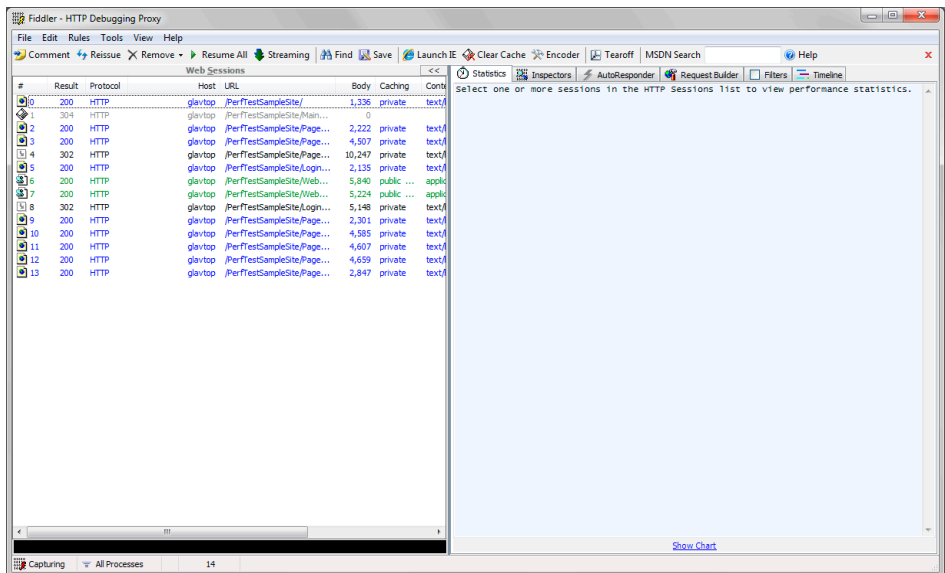 Fiddler - HTTP Debugging Proxy
File Edit Rules Tools View Help
Comment Reissue Remove Resume All Streaming Find Save Launch IE Clear Cache Encoder Tearoff MSDN Search Help x
Web Sessions <<
Statistics Inspectors AutoResponder Request Builder Filters Timeline
# Result Protocol Host URL Body Caching Conte
Select one or more sessions in the HTTP Sessions list to view performance statistics.
0 200 HTTP glavtop /PerfTestSampleSite/ 1,336 private text/
1 304 HTTP glavtop /PerfTestSampleSite/Main... 0
2 200 HTTP glavtop /PerfTestSampleSite/Page... 2,222 private text/
3 200 HTTP glavtop /PerfTestSampleSite/Page... 4,507 private text/
4 302 HTTP glavtop /PerfTestSampleSite/Page... 10,247 private text/
5 200 HTTP glavtop /PerfTestSampleSite/Login... 2,135 private text/
6 200 HTTP glavtop /PerfTestSampleSite/Web... 5,840 public ... applic
7 200 HTTP glavtop /PerfTestSampleSite/Web... 5,224 public ... applic
8 302 HTTP glavtop /PerfTestSampleSite/Login... 5,148 private text/
9 200 HTTP glavtop /PerfTestSampleSite/Page... 2,301 private text/
10 200 HTTP glavtop /PerfTestSampleSite/Page... 4,585 private text/
11 200 HTTP glavtop /PerfTestSampleSite/Page... 4,607 private text/
12 200 HTTP glavtop /PerfTestSampleSite/Page... 4,659 private text/
13 200 HTTP glavtop /PerfTestSampleSite/Page... 2,847 private text/
Show Chart
Capturing All Processes 14